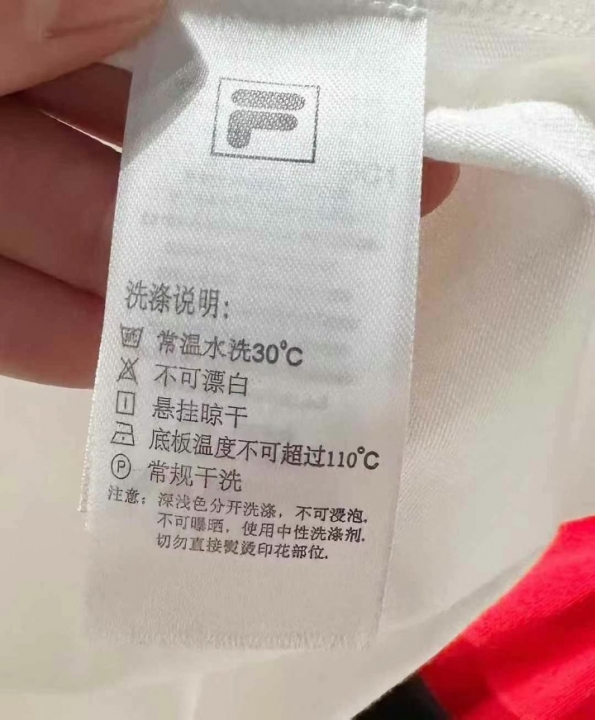 F
洗涤说明:
常温水洗30℃
不可漂白
悬挂晾干
底板温度不可超过110℃
P 常规干洗
注意: 深浅色分开洗涤, 不可浸泡.
不可曝晒, 使用中性洗涤剂.
切勿直接熨烫印花部位.